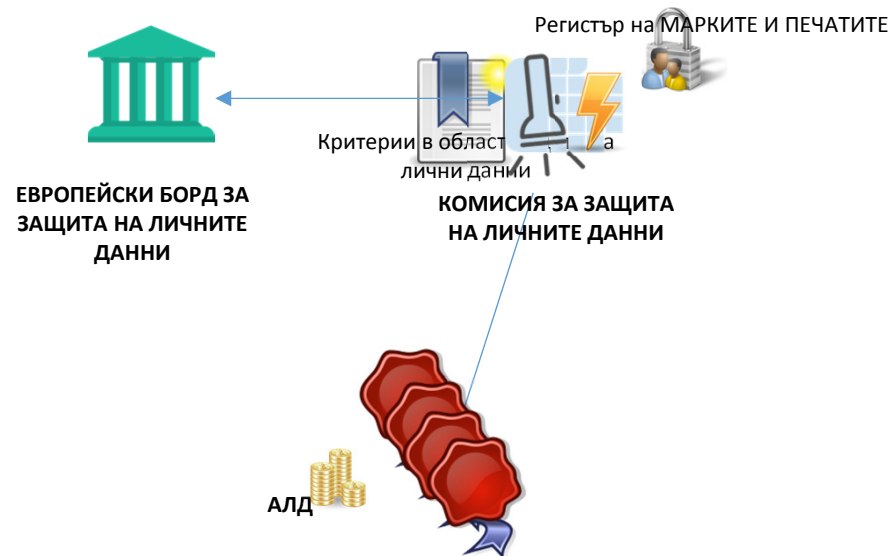 Регистър на МАРКИТЕ И ПЕЧАТИТЕ
Критерии в област а
лични данни
ЕВРОПЕЙСКИ БОРД ЗА
ЗАЩИТА НА ЛИЧНИТЕ
ДАННИ
КОМИСИЯ ЗА ЗАЩИТА
НА ЛИЧНИТЕ ДАННИ
АЛД